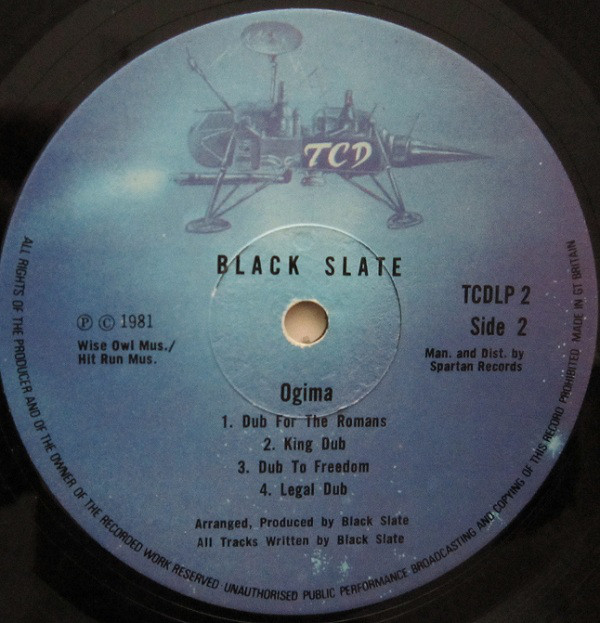 TCD
BLACK SLATE
TCDLP 2
Side 2
Ⓟ © 1981
Wise Owl Mus./
Hit Run Mus.
Man. and Dist. by
Spartan Records
Ogima
1. Dub For The Romans
2. King Dub
3. Dub To Freedom
4. Legal Dub
Arranged, Produced by Black Slate
All Tracks Written by Black Slate
ALL RIGHTS OF THE PRODUCER AND OF THE OWNER OF THE RECORDED WORK RESERVED · UNAUTHORISED PUBLIC PERFORMANCE BROADCASTING AND COPYING OF THIS RECORD PROHIBITED MADE IN GT BRITAIN